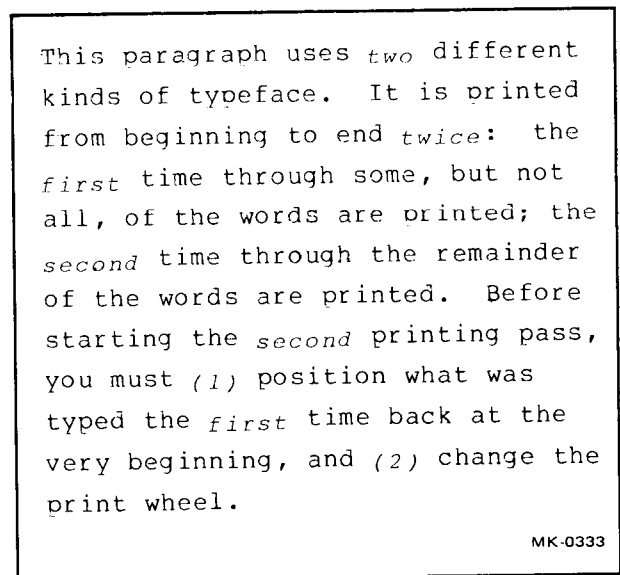 This paragraph uses two different
kinds of typeface. It is printed
from beginning to end twice: the
first time through some, but not
all, of the words are printed; the
second time through the remainder
of the words are printed. Before
starting the second printing pass,
you must (1) position what was
typed the first time back at the
very beginning, and (2) change the
print wheel.
MK-0333